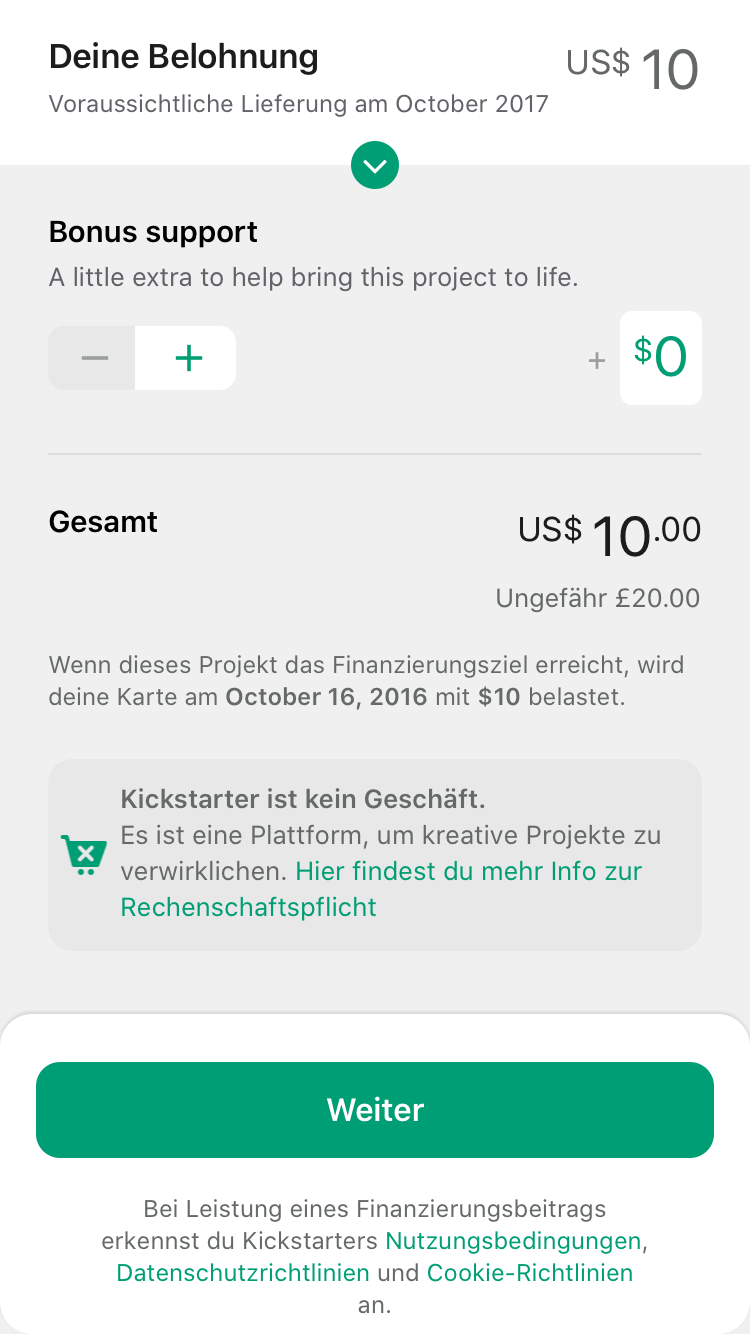 Deine Belohnung
US$ 10
Voraussichtliche Lieferung am October 2017
Bonus support
A little extra to help bring this project to life.
− +
+ $0
Gesamt
US$ 10.00
Ungefähr £20.00
Wenn dieses Projekt das Finanzierungsziel erreicht, wird
deine Karte am October 16, 2016 mit $10 belastet.
Kickstarter ist kein Geschäft.
Es ist eine Plattform, um kreative Projekte zu
verwirklichen. Hier findest du mehr Info zur
Rechenschaftspflicht
Weiter
Bei Leistung eines Finanzierungsbeitrags
erkennst du Kickstarters Nutzungsbedingungen,
Datenschutzrichtlinien und Cookie-Richtlinien
an.